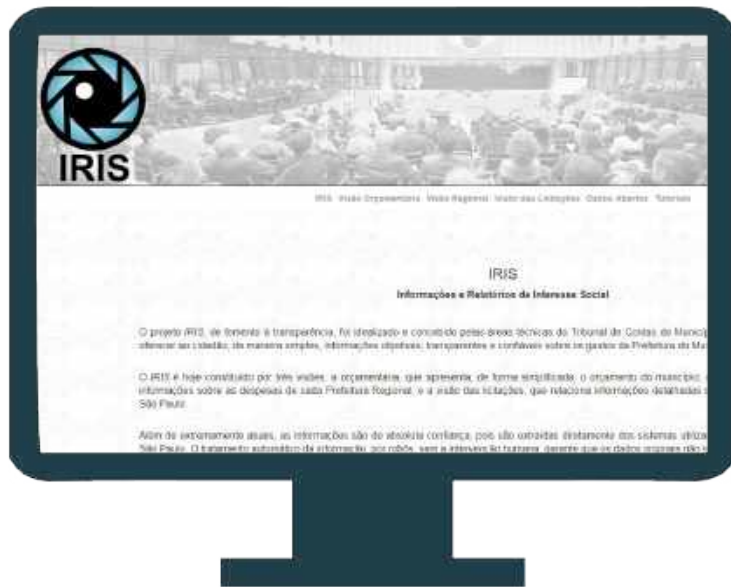 IRIS
IRIS Visão Orçamentária Visão Regional Visão das Licitações Dados Abertos Tutoriais
IRIS
Informações e Relatórios de Interesse Social
O projeto IRIS, de fomento à transparência, foi idealizado e concebido pelas áreas técnicas do Tribunal de Contas do Municíp
oferecer ao cidadão, de maneira simples, informações objetivas, transparentes e confiáveis sobre os gastos da Prefeitura do Mu
O IRIS é hoje constituído por três visões, a orçamentária, que apresenta, de forma simplificada, o orçamento do município,
informações sobre as despesas de cada Prefeitura Regional, e a visão das licitações, que relaciona informações detalhadas
São Paulo.
Além de extremamente atuais, as informações são de absoluta confiança, pois são extraídas diretamente dos sistemas utiliza
São Paulo. O tratamento automático da informação, por robôs, sem a intervenção humana, garante que os dados originais não